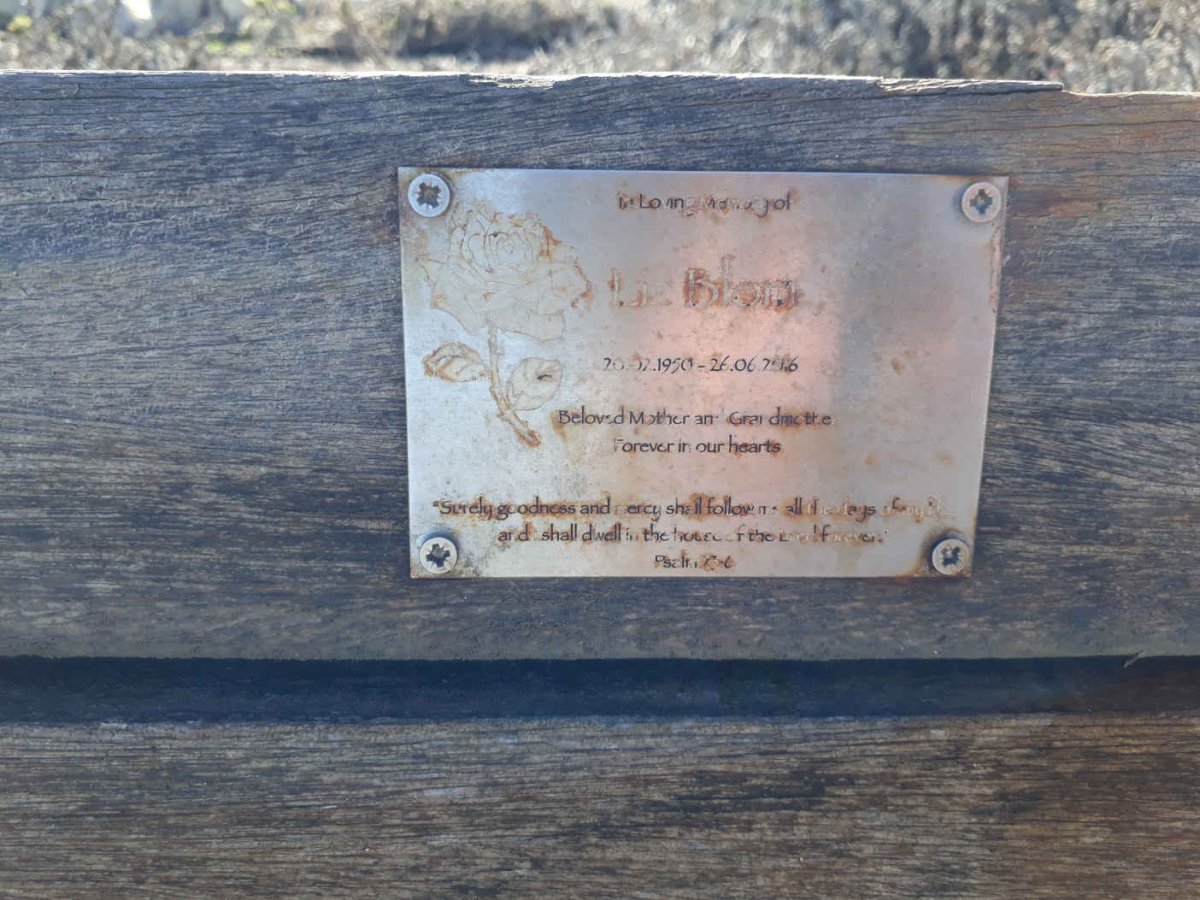 In Loving Memory of
Liz Blom
20.02.1950 - 26.06.2016
Beloved Mother and Grandmother
Forever in our hearts
"Surely goodness and mercy shall follow me all the days of my life
and I shall dwell in the house of the Lord forever."
Psalm 23:6